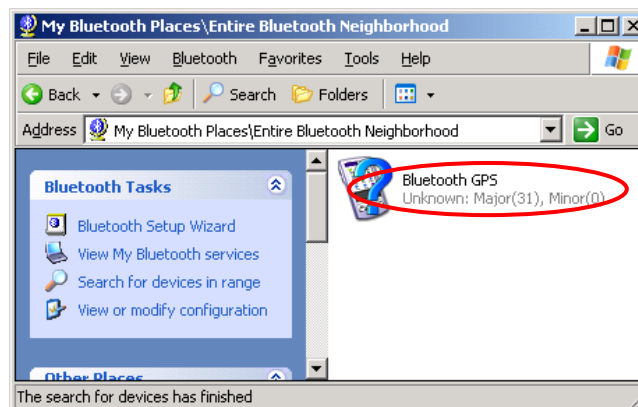 My Bluetooth Places\Entire Bluetooth Neighborhood
File Edit View Bluetooth Favorites Tools Help
Back Search Folders
Address My Bluetooth Places\Entire Bluetooth Neighborhood Go
Bluetooth Tasks
Bluetooth Setup Wizard
View My Bluetooth services
Search for devices in range
View or modify configuration
Other Places
Bluetooth GPS
Unknown: Major(31), Minor(0)
The search for devices has finished